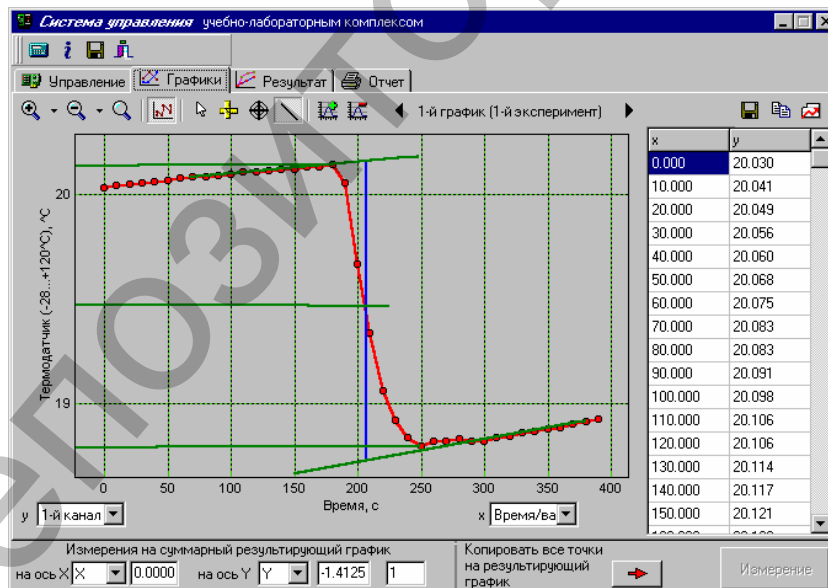 Система управления учебно-лабораторным комплексом
Управление Графики Результат Отчет
1-й график (1-й эксперимент)
Термодатчик (-28...+120^C), ^C
20
19
0 50 100 150 200 250 300 350 400
Время, с
y 1-й канал x Время/ва
x y
0.000 20.030
10.000 20.041
20.000 20.049
30.000 20.056
40.000 20.060
50.000 20.068
60.000 20.075
70.000 20.083
80.000 20.083
90.000 20.091
100.000 20.098
110.000 20.106
120.000 20.106
130.000 20.114
140.000 20.117
150.000 20.121
Измерения на суммарный результирующий график
на ось X X 0.0000 на ось Y Y -1.4125 1
Копировать все точки
на результирующий
график
Измерение